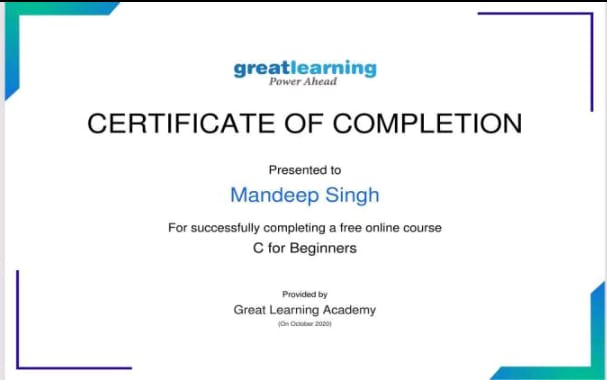 greatlearning
Power Ahead
CERTIFICATE OF COMPLETION
Presented to
Mandeep Singh
For successfully completing a free online course
C for Beginners
Provided by
Great Learning Academy
(On October 2020)